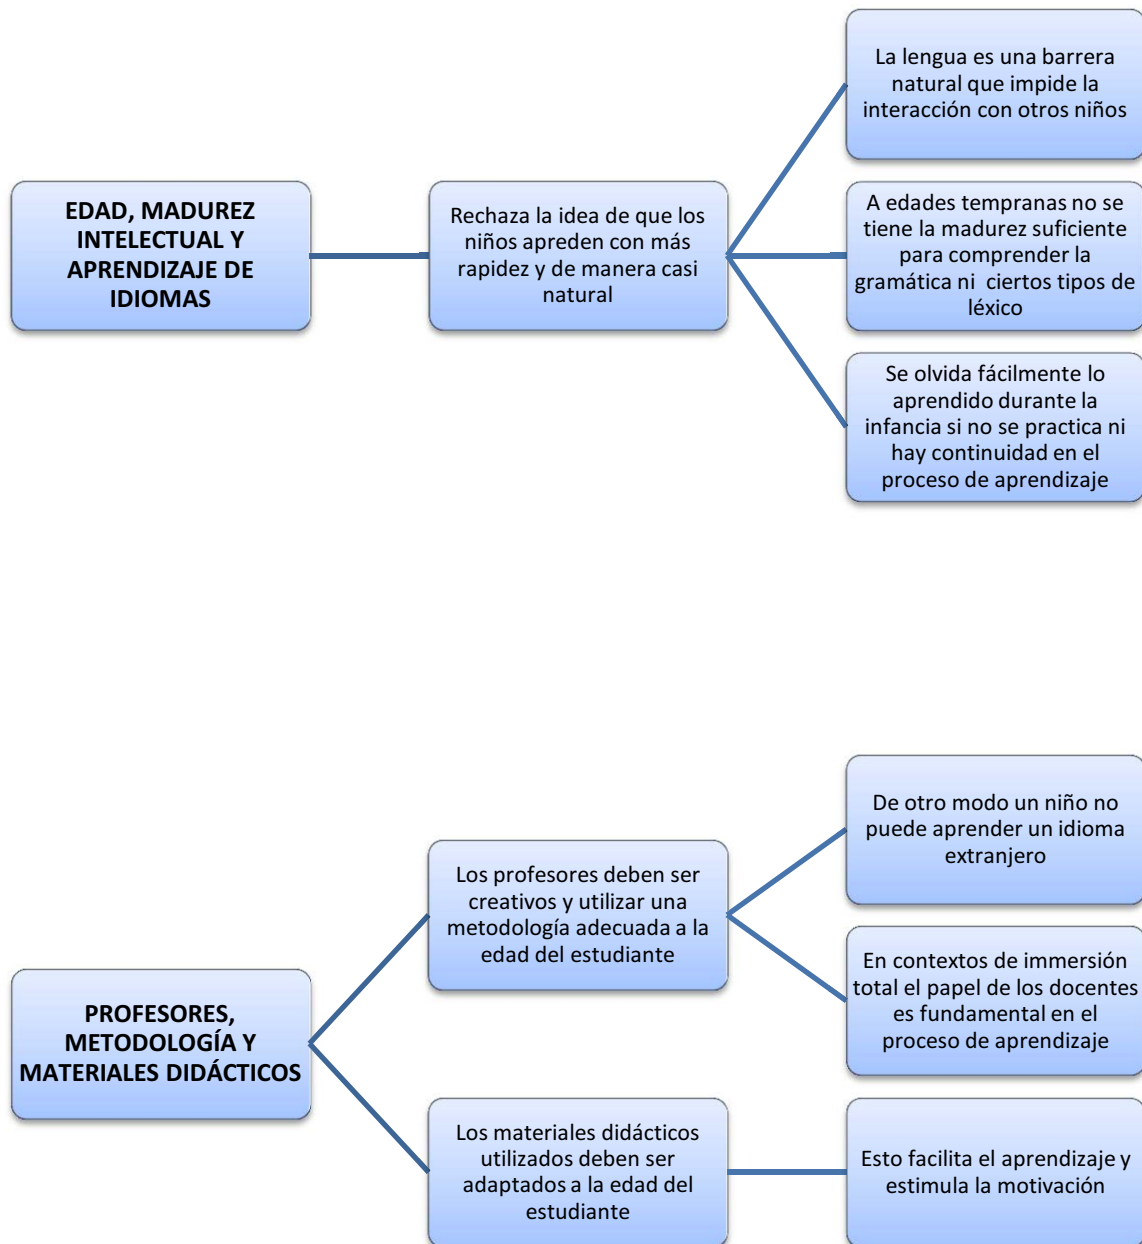 La lengua es una barrera
natural que impide la
interacción con otros niños
EDAD, MADUREZ
INTELECTUAL Y
APRENDIZAJE DE
IDIOMAS
Rechaza la idea de que los
niños apreden con más
rapidez y de manera casi
natural
A edades tempranas no se
tiene la madurez suficiente
para comprender la
gramática ni ciertos tipos de
léxico
Se olvida fácilmente lo
aprendido durante la
infancia si no se practica ni
hay continuidad en el
proceso de aprendizaje
De otro modo un niño no
puede aprender un idioma
extranjero
Los profesores deben ser
creativos y utilizar una
metodología adecuada a la
edad del estudiante
En contextos de immersión
total el papel de los docentes
es fundamental en el
proceso de aprendizaje
PROFESORES,
METODOLOGÍA Y
MATERIALES DIDÁCTICOS
Los materiales didácticos
utilizados deben ser
adaptados a la edad del
estudiante
Esto facilita el aprendizaje y
estimula la motivación